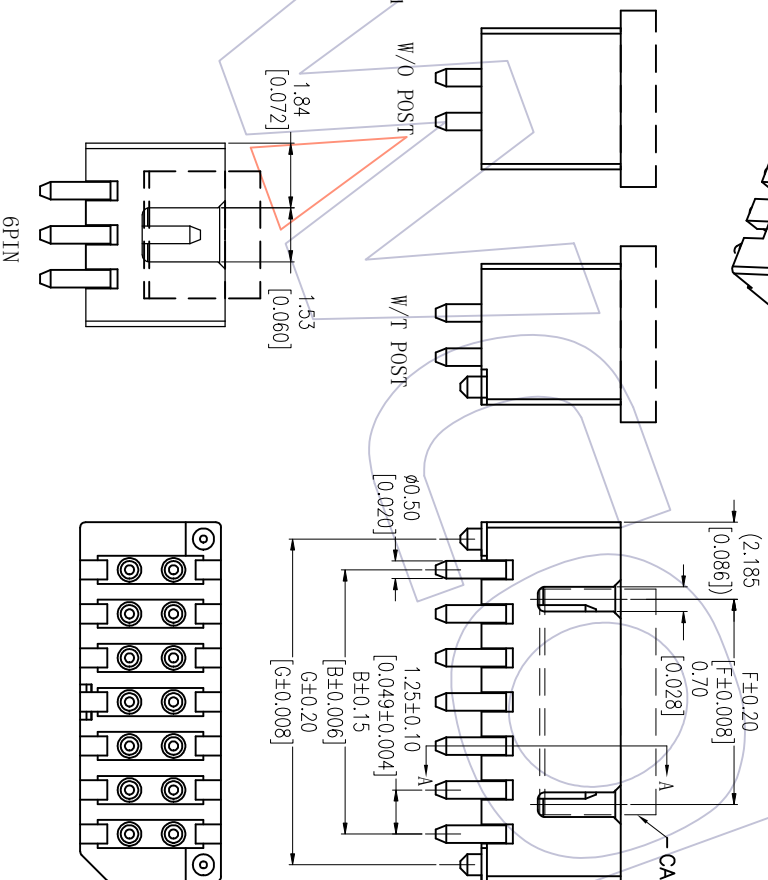 W/O POST
1.84
[0.072]
1.53
[0.060]
6PIN
W/T POST
ø0.50
[0.020]
(2.185
[0.086])
F±0.20
[F±0.008]
0.70
[0.028]
1.25±0.10
[0.049±0.004]
B±0.15
[B±0.006]
G±0.20
[G±0.008]
A
A
CA